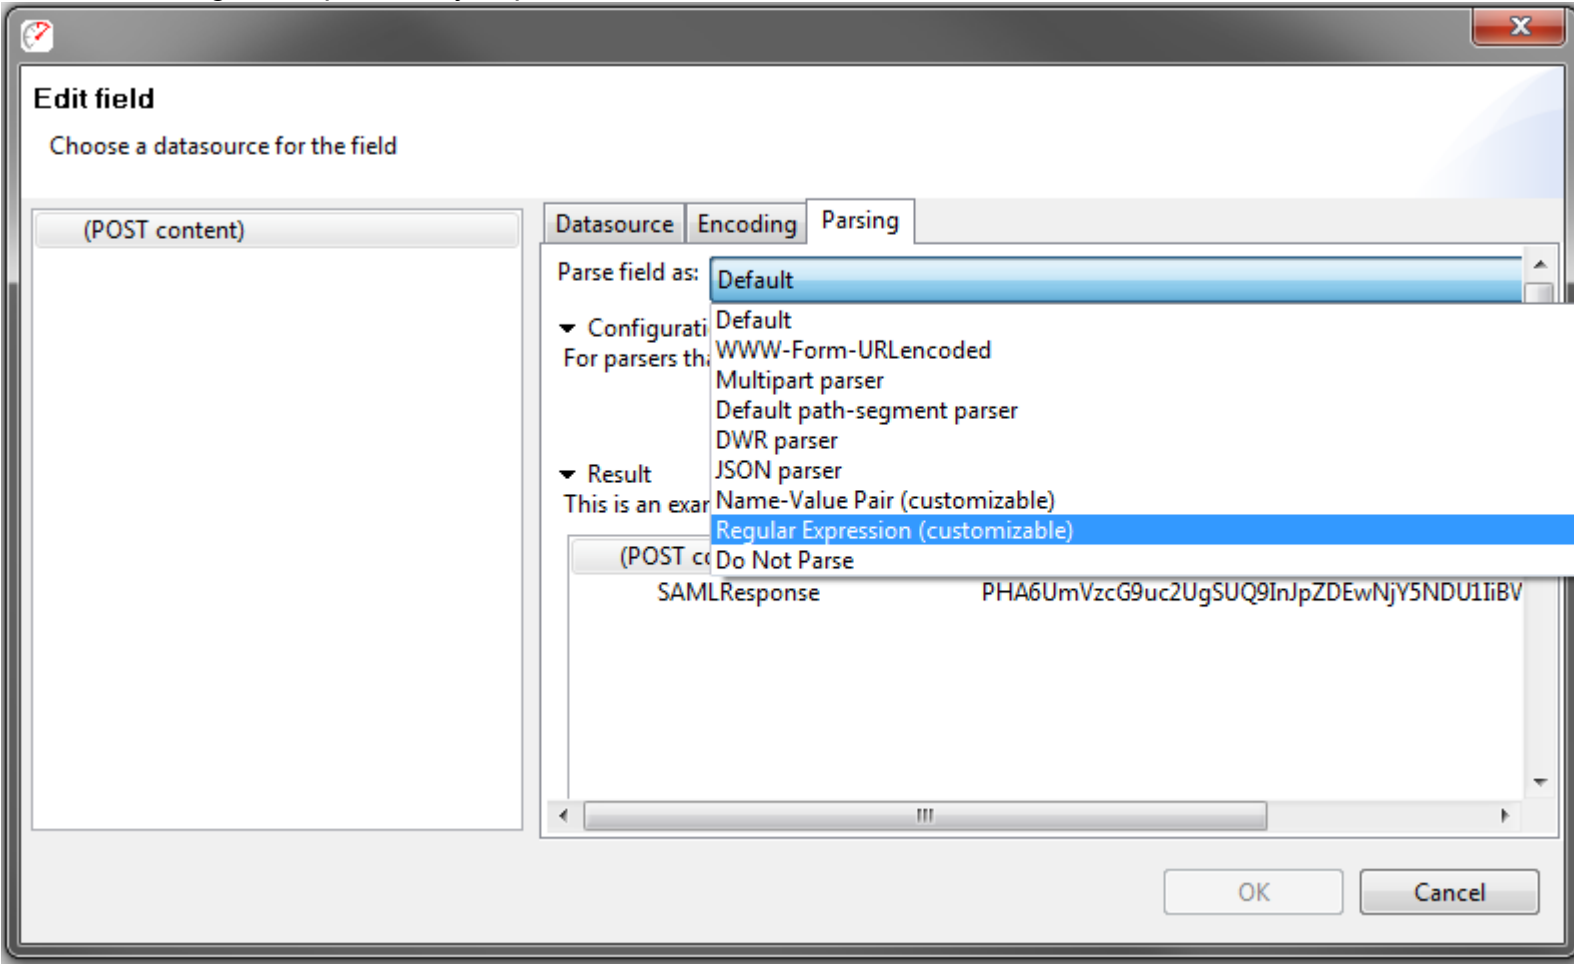 Edit field
Choose a datasource for the field
(POST content)
Datasource Encoding Parsing
Parse field as: Default
Default
WWW-Form-URLencoded
Multipart parser
Default path-segment parser
DWR parser
JSON parser
Name-Value Pair (customizable)
Regular Expression (customizable)
Do Not Parse
Configurati
For parsers tha
Result
This is an exar
(POST co
SAMLResponse PHA6UmVzcG9uc2UgSUQ9InJpZDEwNjY5NDU1IiBV
OK Cancel